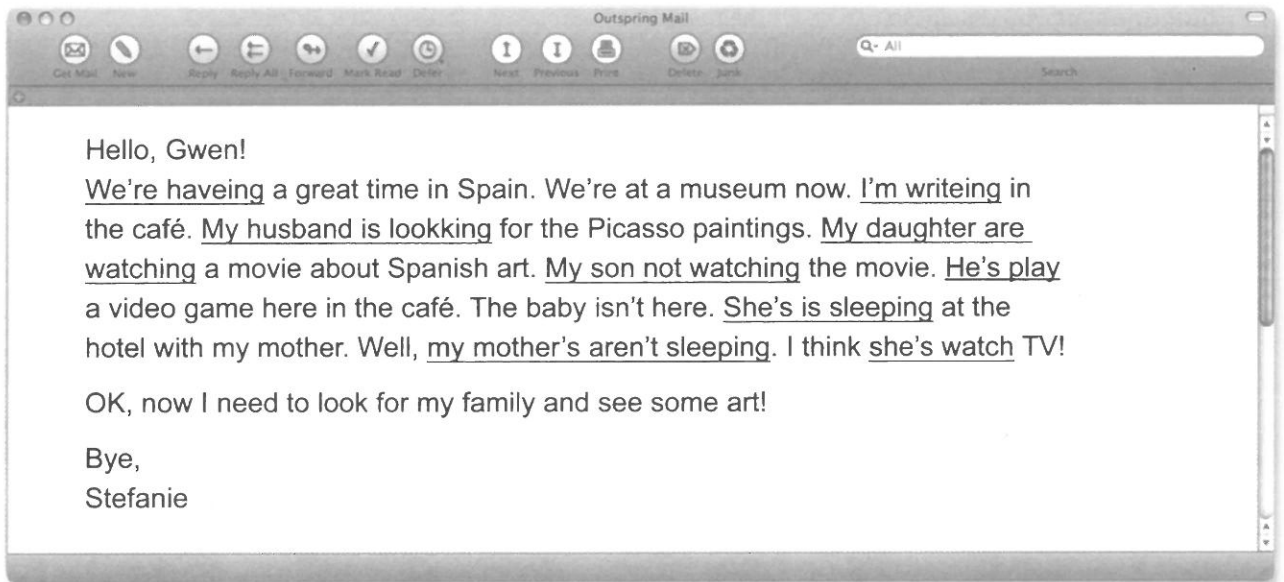 Outspring Mail
Get Mail New Reply Reply All Forward Mark Read Defer Next Previous Print Delete Junk Q- All
Search
Hello, Gwen!
We're haveing a great time in Spain. We're at a museum now. I'm writeing in
the café. My husband is lookking for the Picasso paintings. My daughter are
watching a movie about Spanish art. My son not watching the movie. He's play
a video game here in the café. The baby isn't here. She's is sleeping at the
hotel with my mother. Well, my mother's aren't sleeping. I think she's watch TV!
OK, now I need to look for my family and see some art!
Bye,
Stefanie